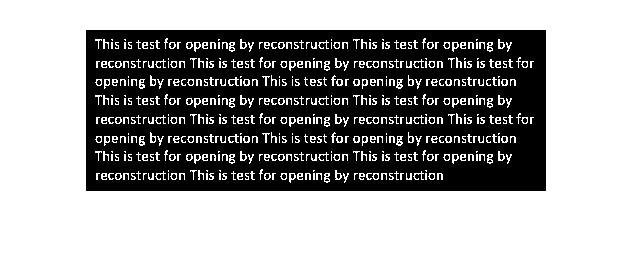 This is test for opening by reconstruction This is test for opening by
reconstruction This is test for opening by reconstruction This is test for
opening by reconstruction This is test for opening by reconstruction
This is test for opening by reconstruction This is test for opening by
reconstruction This is test for opening by reconstruction This is test for
opening by reconstruction This is test for opening by reconstruction
This is test for opening by reconstruction This is test for opening by
reconstruction This is test for opening by reconstruction